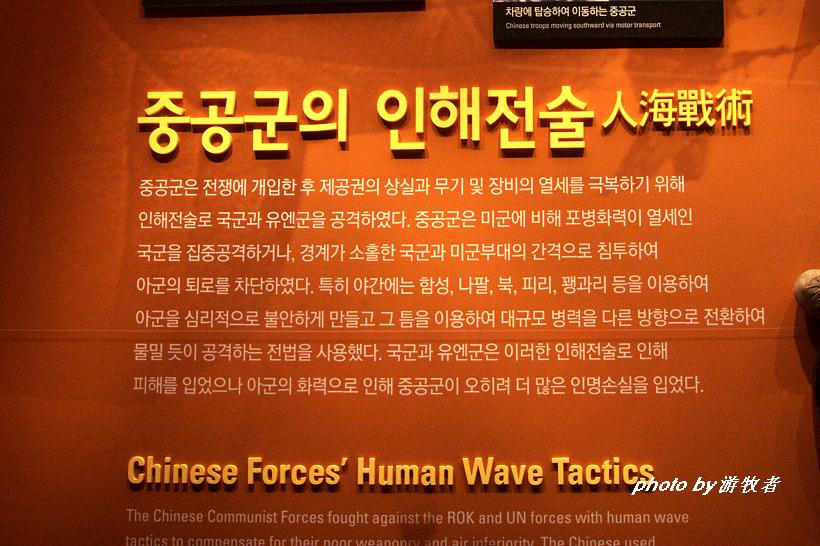 차량에 탑승하여 이동하는 중공군
Chinese troops moving southward via motor transport
중공군의 인해전술 人海戰術
중공군은 전쟁에 개입한 후 제공권의 상실과 무기 및 장비의 열세를 극복하기 위해
인해전술로 국군과 유엔군을 공격하였다. 중공군은 미군에 비해 포병화력이 열세인
국군을 집중공격하거나, 경계가 소홀한 국군과 미군부대의 간격으로 침투하여
아군의 퇴로를 차단하였다. 특히 야간에는 함성, 나팔, 북, 피리, 꽹과리 등을 이용하여
아군을 심리적으로 불안하게 만들고 그 틈을 이용하여 대규모 병력을 다른 방향으로 전환하여
물밀 듯이 공격하는 전법을 사용했다. 국군과 유엔군은 이러한 인해전술로 인해
피해를 입었으나 아군의 화력으로 인해 중공군이 오히려 더 많은 인명손실을 입었다.
Chinese Forces' Human Wave Tactics
photo by 游牧者
The Chinese Communist Forces fought against the ROK and UN forces with human wave
tactics to compensate for their poor weaponry and air inferiority. The Chinese used